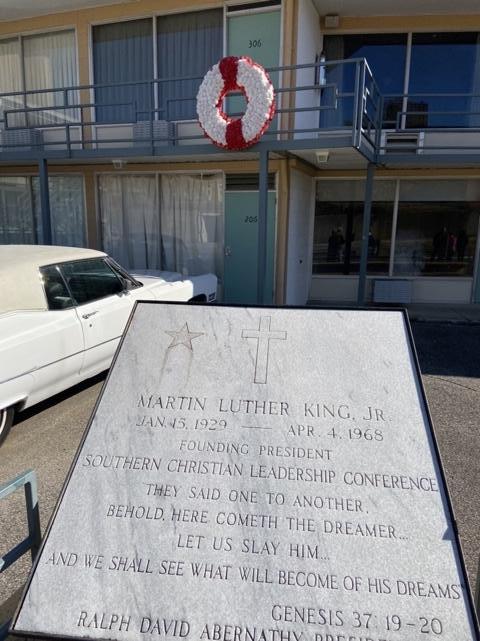 306
206
MARTIN LUTHER KING, JR.
JAN. 15, 1929 — APR. 4, 1968
FOUNDING PRESIDENT
SOUTHERN CHRISTIAN LEADERSHIP CONFERENCE
THEY SAID ONE TO ANOTHER,
BEHOLD, HERE COMETH THE DREAMER...
LET US SLAY HIM...
AND WE SHALL SEE WHAT WILL BECOME OF HIS DREAMS"
GENESIS 37: 19-20
RALPH DAVID ABERNATHY